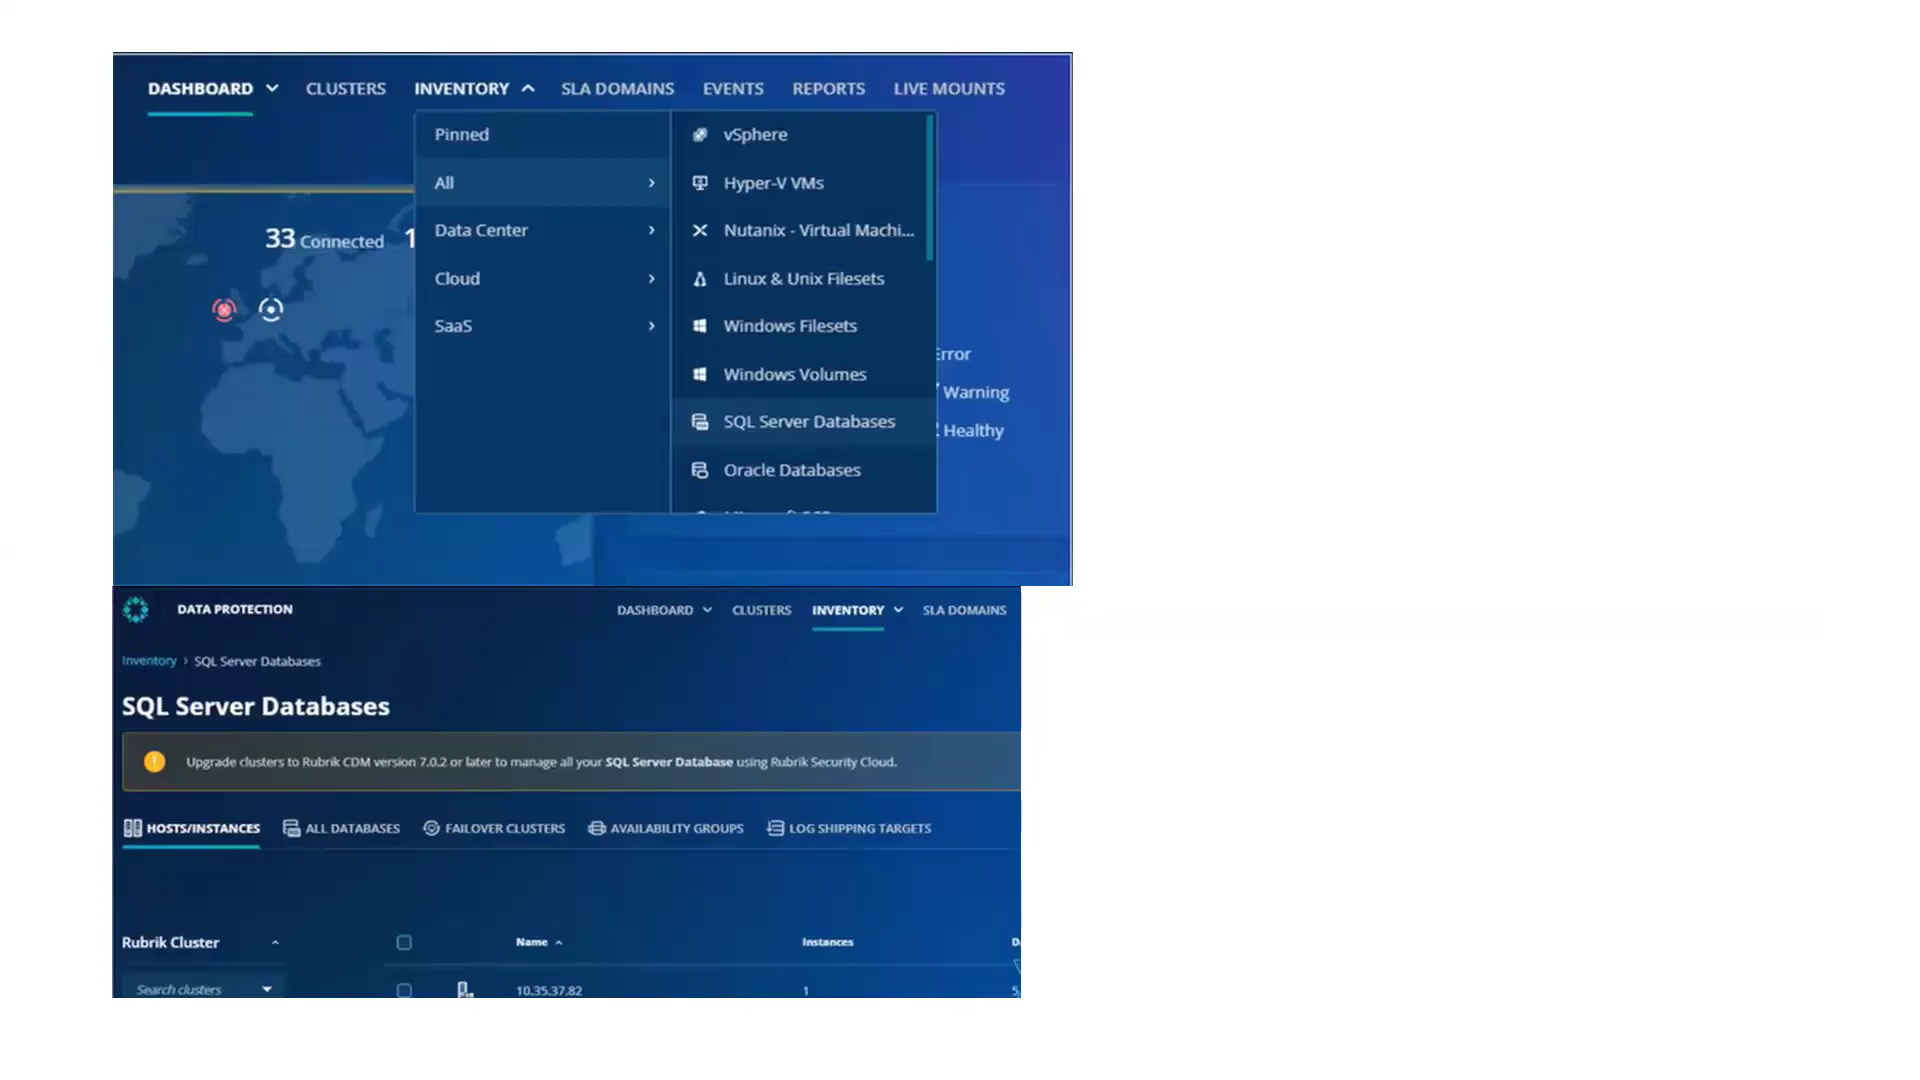 DASHBOARD CLUSTERS INVENTORY SLA DOMAINS EVENTS REPORTS LIVE MOUNTS
Pinned
All
Data Center
Cloud
SaaS
vSphere
Hyper-V VMs
Nutanix - Virtual Machi...
Linux & Unix Filesets
Windows Filesets
Windows Volumes
SQL Server Databases
Oracle Databases
33 Connected 1
Error
Warning
Healthy
DATA PROTECTION DASHBOARD CLUSTERS INVENTORY SLA DOMAINS
Inventory › SQL Server Databases
SQL Server Databases
Upgrade clusters to Rubrik CDM version 7.0.2 or later to manage all your SQL Server Database using Rubrik Security Cloud.
HOSTS/INSTANCES ALL DATABASES FAILOVER CLUSTERS AVAILABILITY GROUPS LOG SHIPPING TARGETS
Rubrik Cluster Name Instances
Search clusters 10.35.37.82 1